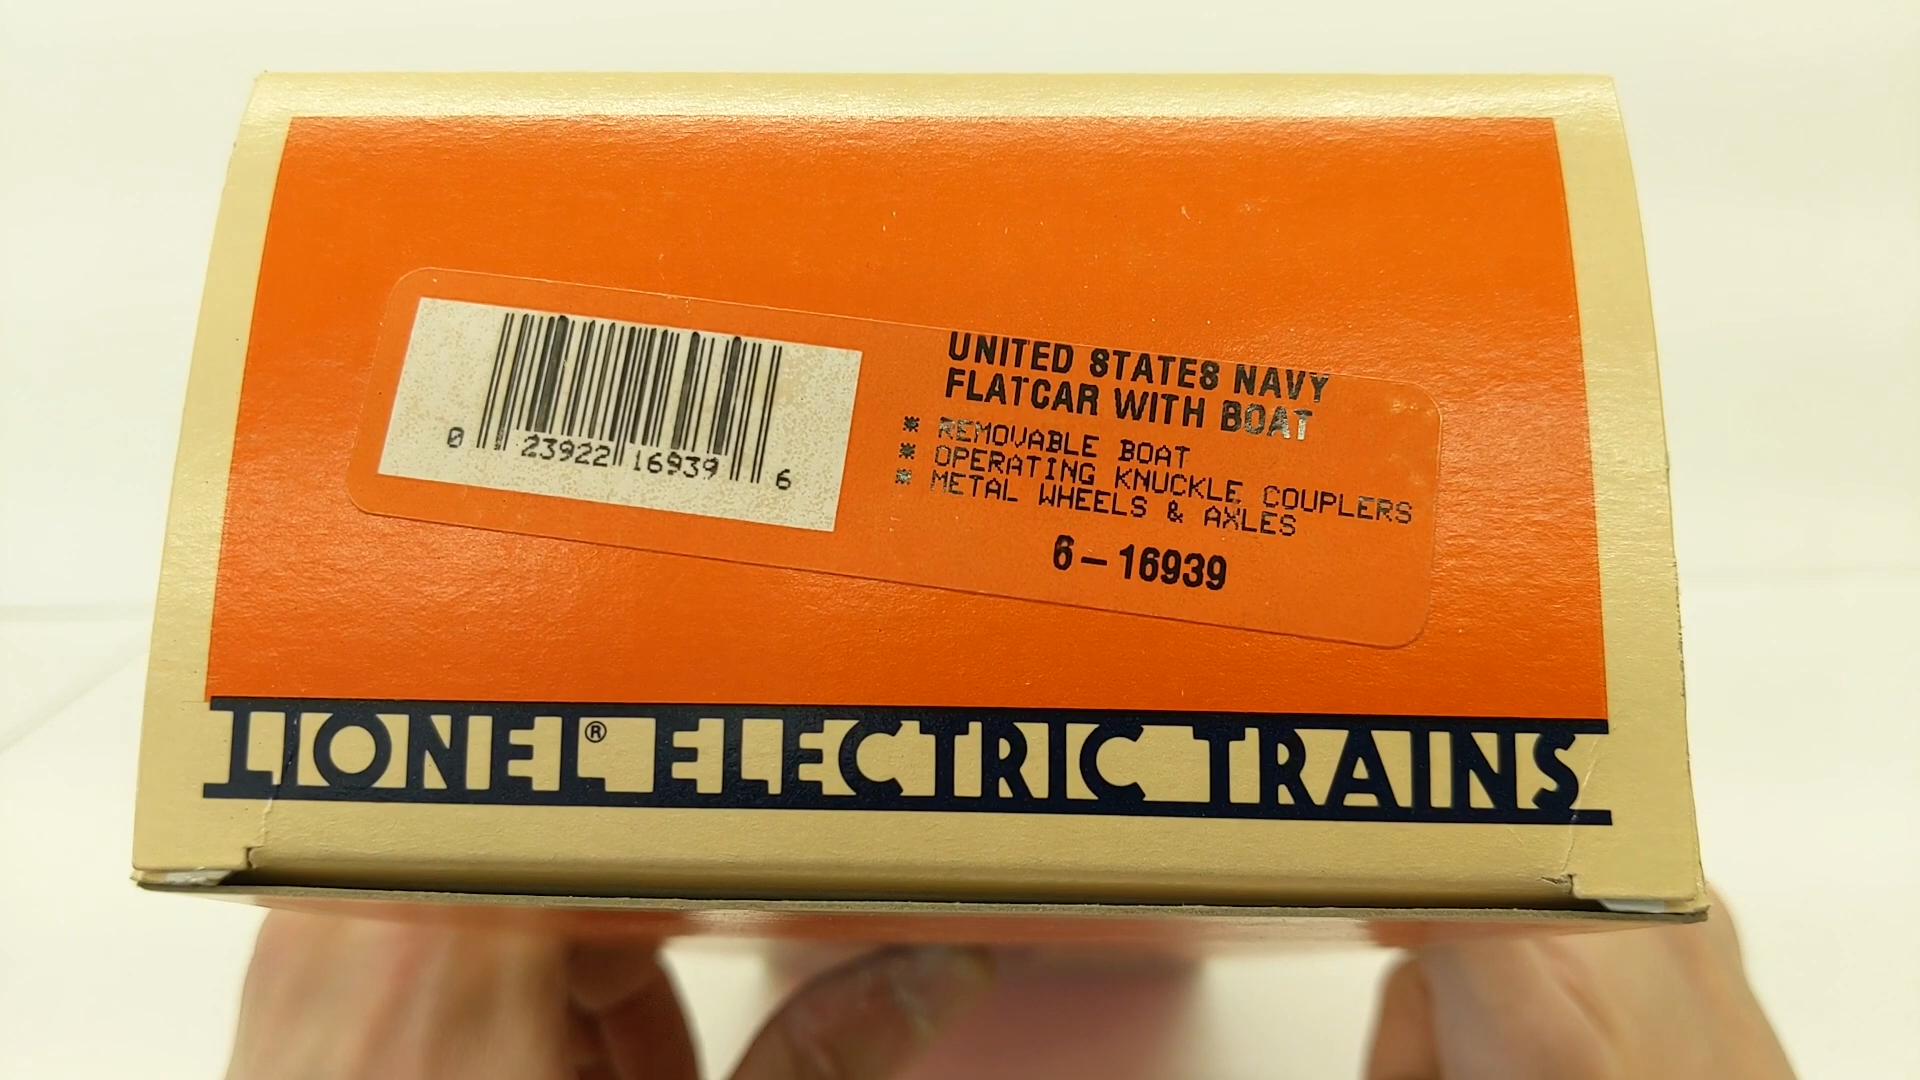 UNITED STATES NAVY
FLATCAR WITH BOAT
* REMOVABLE BOAT
* OPERATING KNUCKLE COUPLERS
* METAL WHEELS & AXLES
6-16939
0 23922 16939 6
LIONEL® ELECTRIC TRAINS